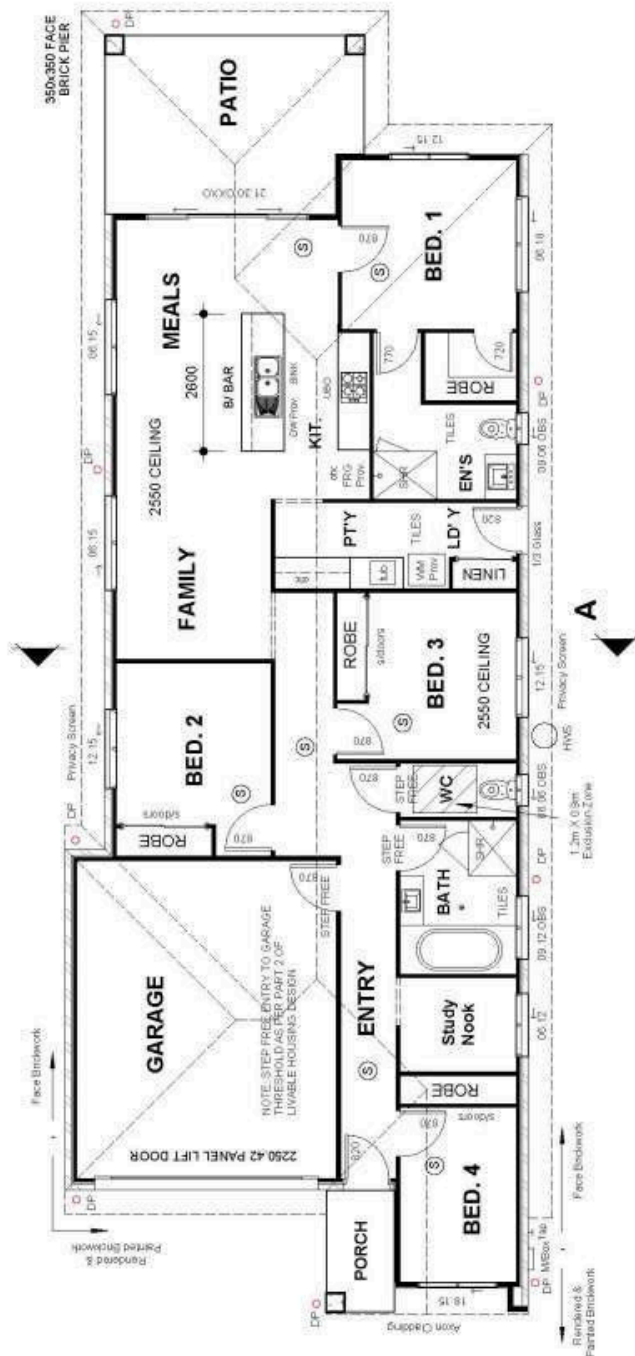 350x350 FACE
BRICK PIER
DP
PATIO
21.30 OXXO
12.15
06.15
MEALS
2600
B/ BAR
DW Prov.
SINK
KIT.
UBO
ohc
FRG
Prov.
2550 CEILING
FAMILY
DP
06.15
S
870
S
BED. 1
06.18
770
720
ROBE
SHR
TILES
EN'S
DP
09.06 OBS
PT'Y
TILES
LD'Y
820
ohc
tub
WM
Prov
LINEN
1/3 Glass
A
Privacy Screen
12.15
DP
BED. 2
S
s/doors
ROBE
870
S
ROBE
s/doors
BED. 3
2550 CEILING
870
S
12.15
Privacy Screen
HWS
870
STEP
FREE
WC
1.2m X 0.9m
Exclusion Zone
870
STEP
FREE
SHR
BATH
TILES
DP
09.12 OBS
GARAGE
870
STEP FREE
NOTE: STEP FREE ENTRY TO GARAGE
THRESHOLD AS PER PART 2 OF
LIVABLE HOUSING DESIGN
2250.42 PANEL LIFT DOOR
Face Brickwork
Rendered &
Painted Brickwork
DP
ENTRY
S
820
Study
Nook
06.12
ROBE
s/doors
870
S
BED. 4
PORCH
DP
18.15
Axon Cladding
DP
M/Box
Tap
Face Brickwork
Rendered &
Painted Brickwork